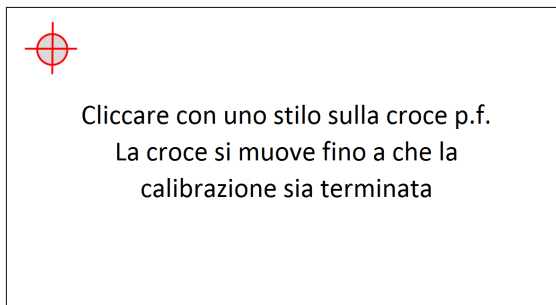 Cliccare con uno stilo sulla croce p.f.
La croce si muove fino a che la
calibrazione sia terminata